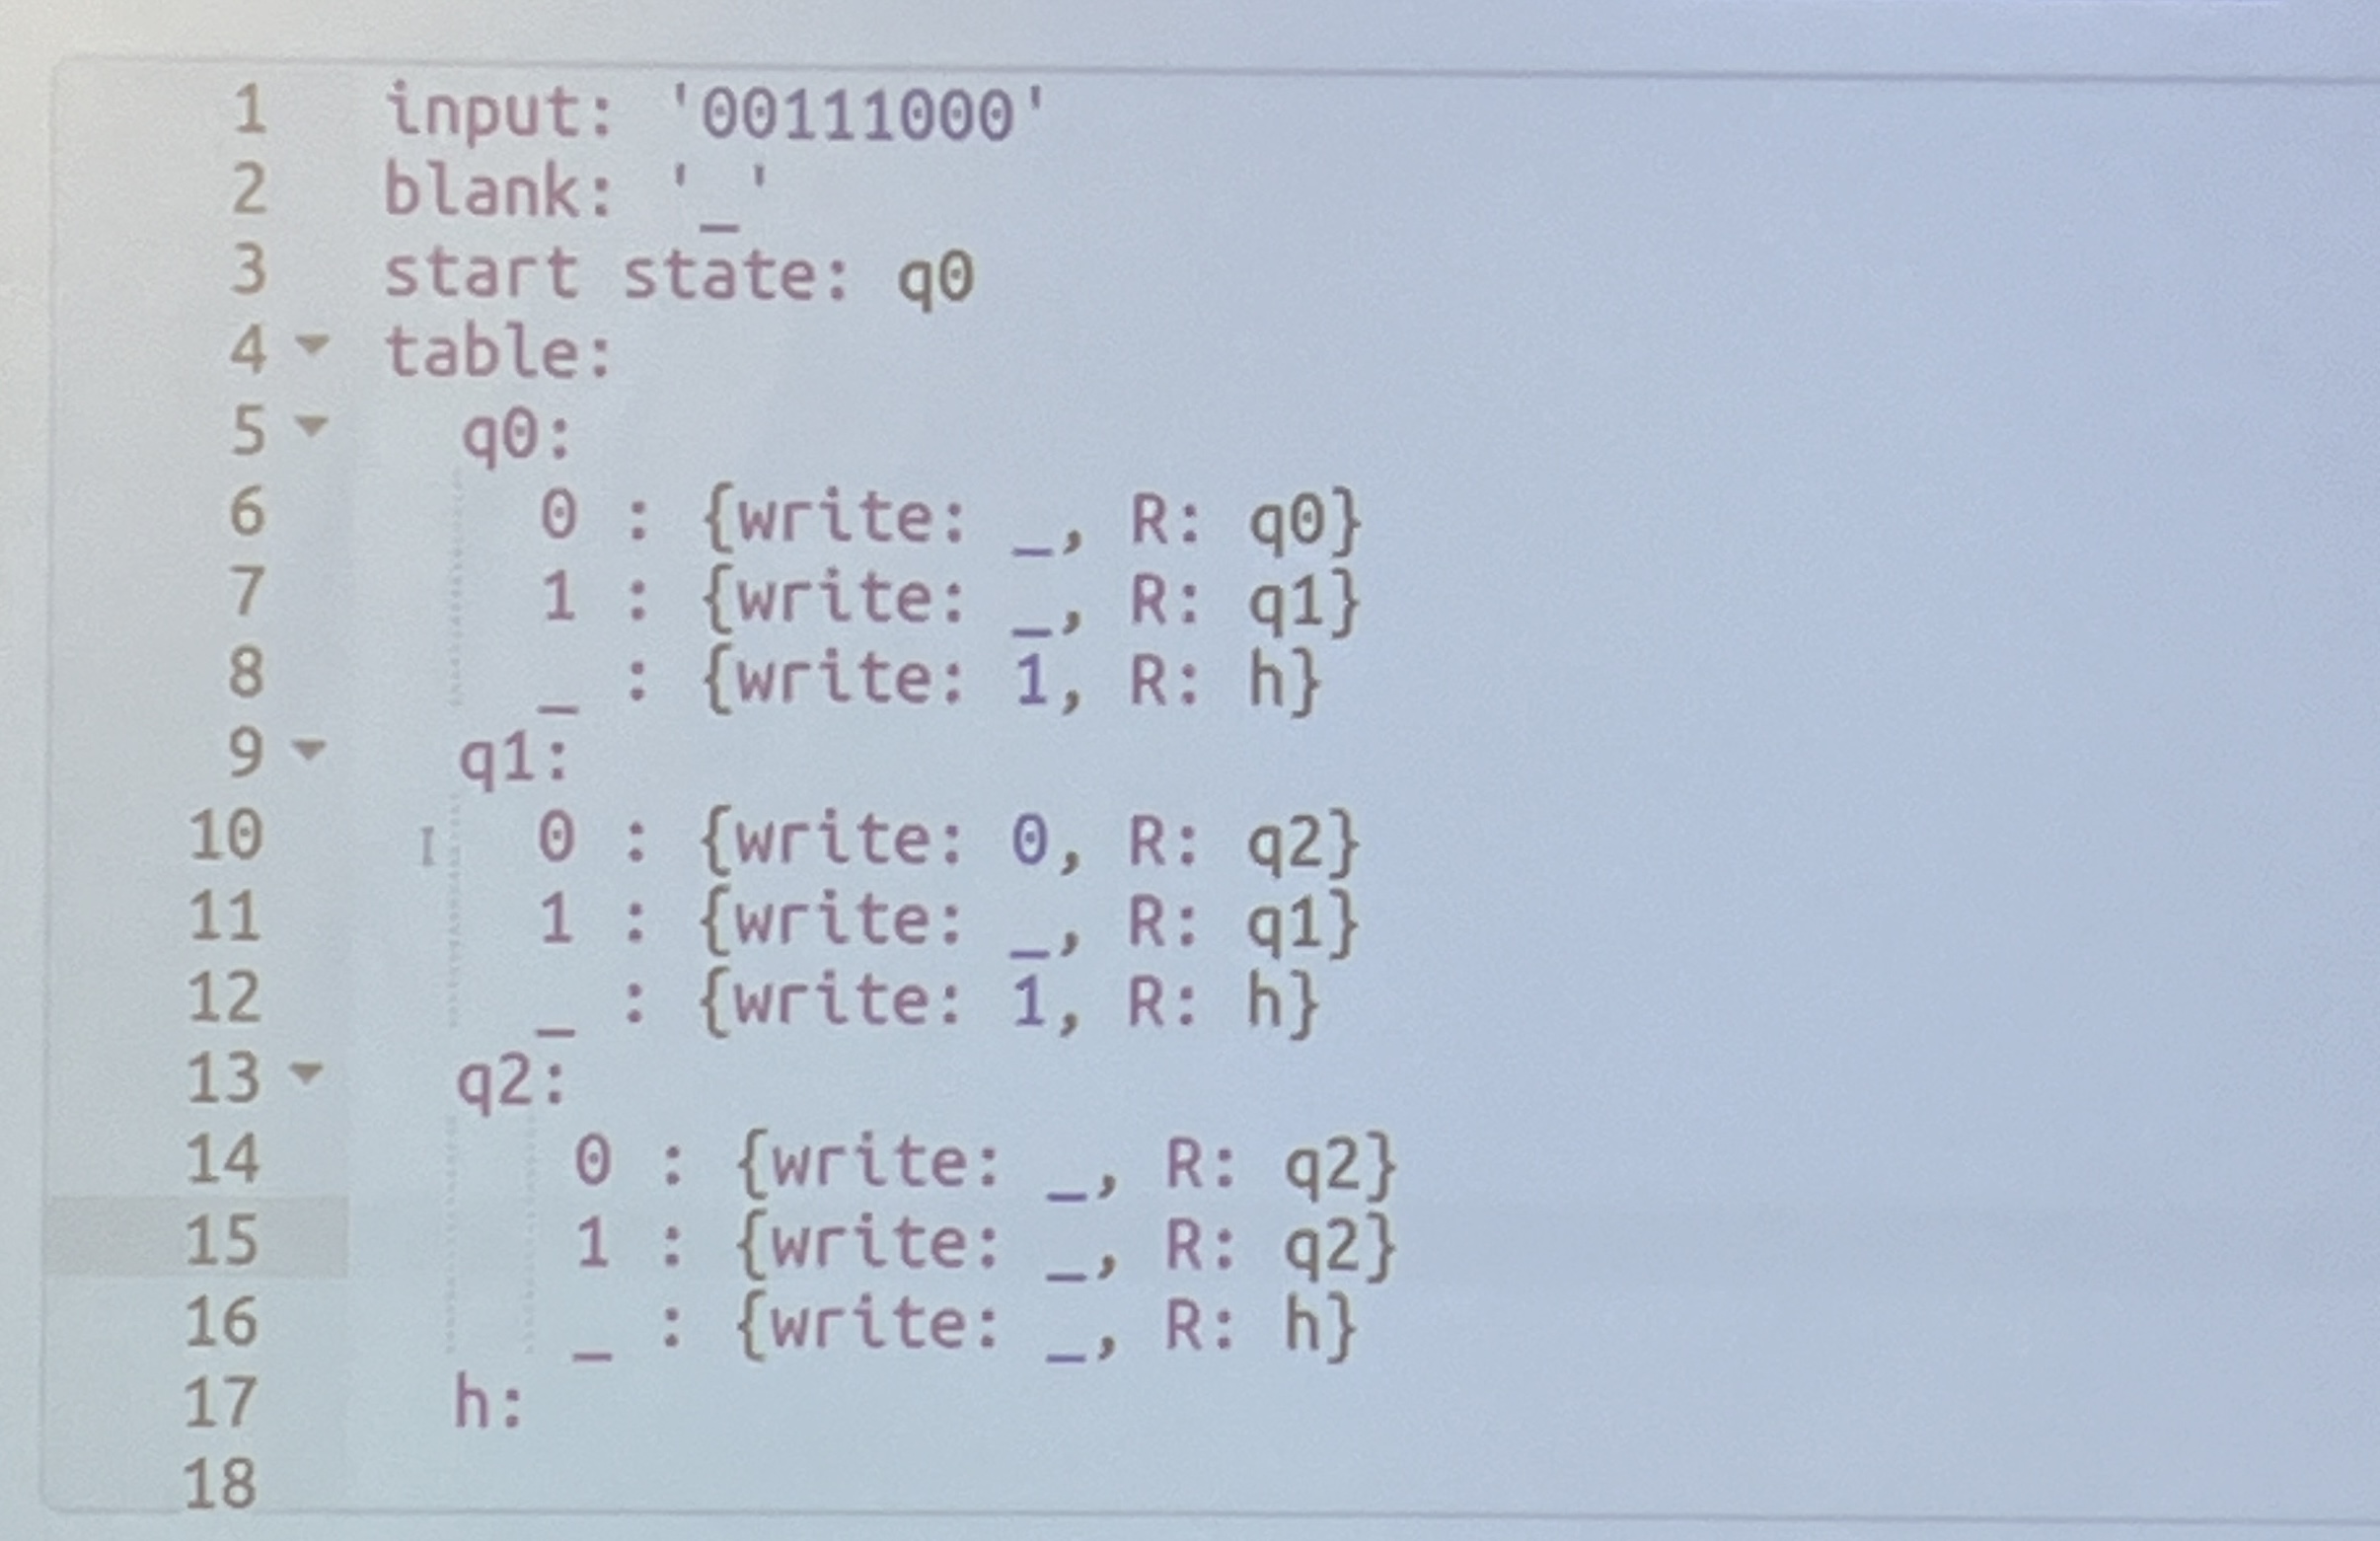 1 input: '00111000'
2 blank: '_'
3 start state: q0
4 table:
5 q0:
6 0 : {write: _, R: q0}
7 1 : {write: _, R: q1}
8 _ : {write: 1, R: h}
9 q1:
10 0 : {write: 0, R: q2}
11 1 : {write: _, R: q1}
12 _ : {write: 1, R: h}
13 q2:
14 0 : {write: _, R: q2}
15 1 : {write: _, R: q2}
16 _ : {write: _, R: h}
17 h:
18